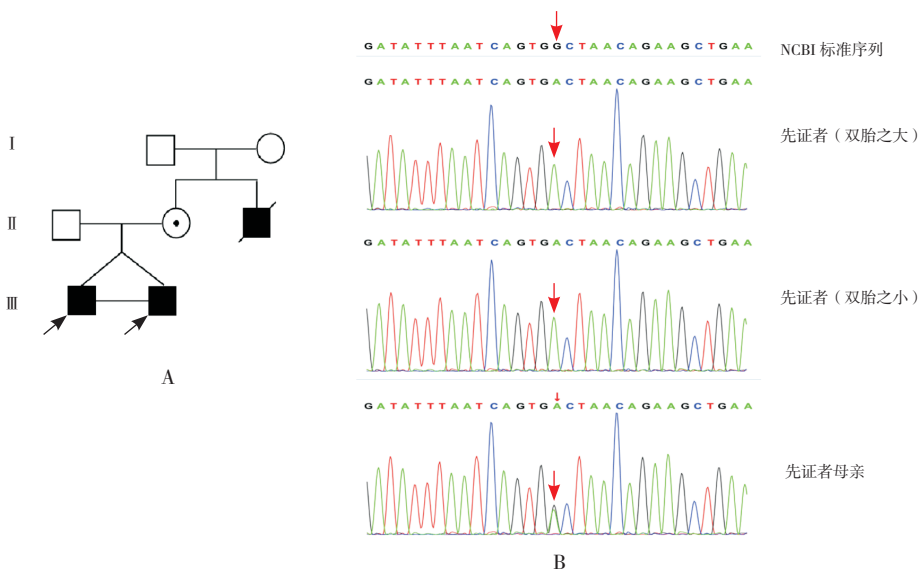 GATATTTAATCAGTGGCTAACAGAAGCTGAA
NCBI 标准序列
GATATTTAATCAGTGACTAACAGAAGCTGAA
先证者（双胎之大）
GATATTTAATCAGTGACTAACAGAAGCTGAA
先证者（双胎之小）
GATATTTAATCAGTGACTAACAGAAGCTGAA
先证者母亲
Ⅰ
Ⅱ
Ⅲ
A
B